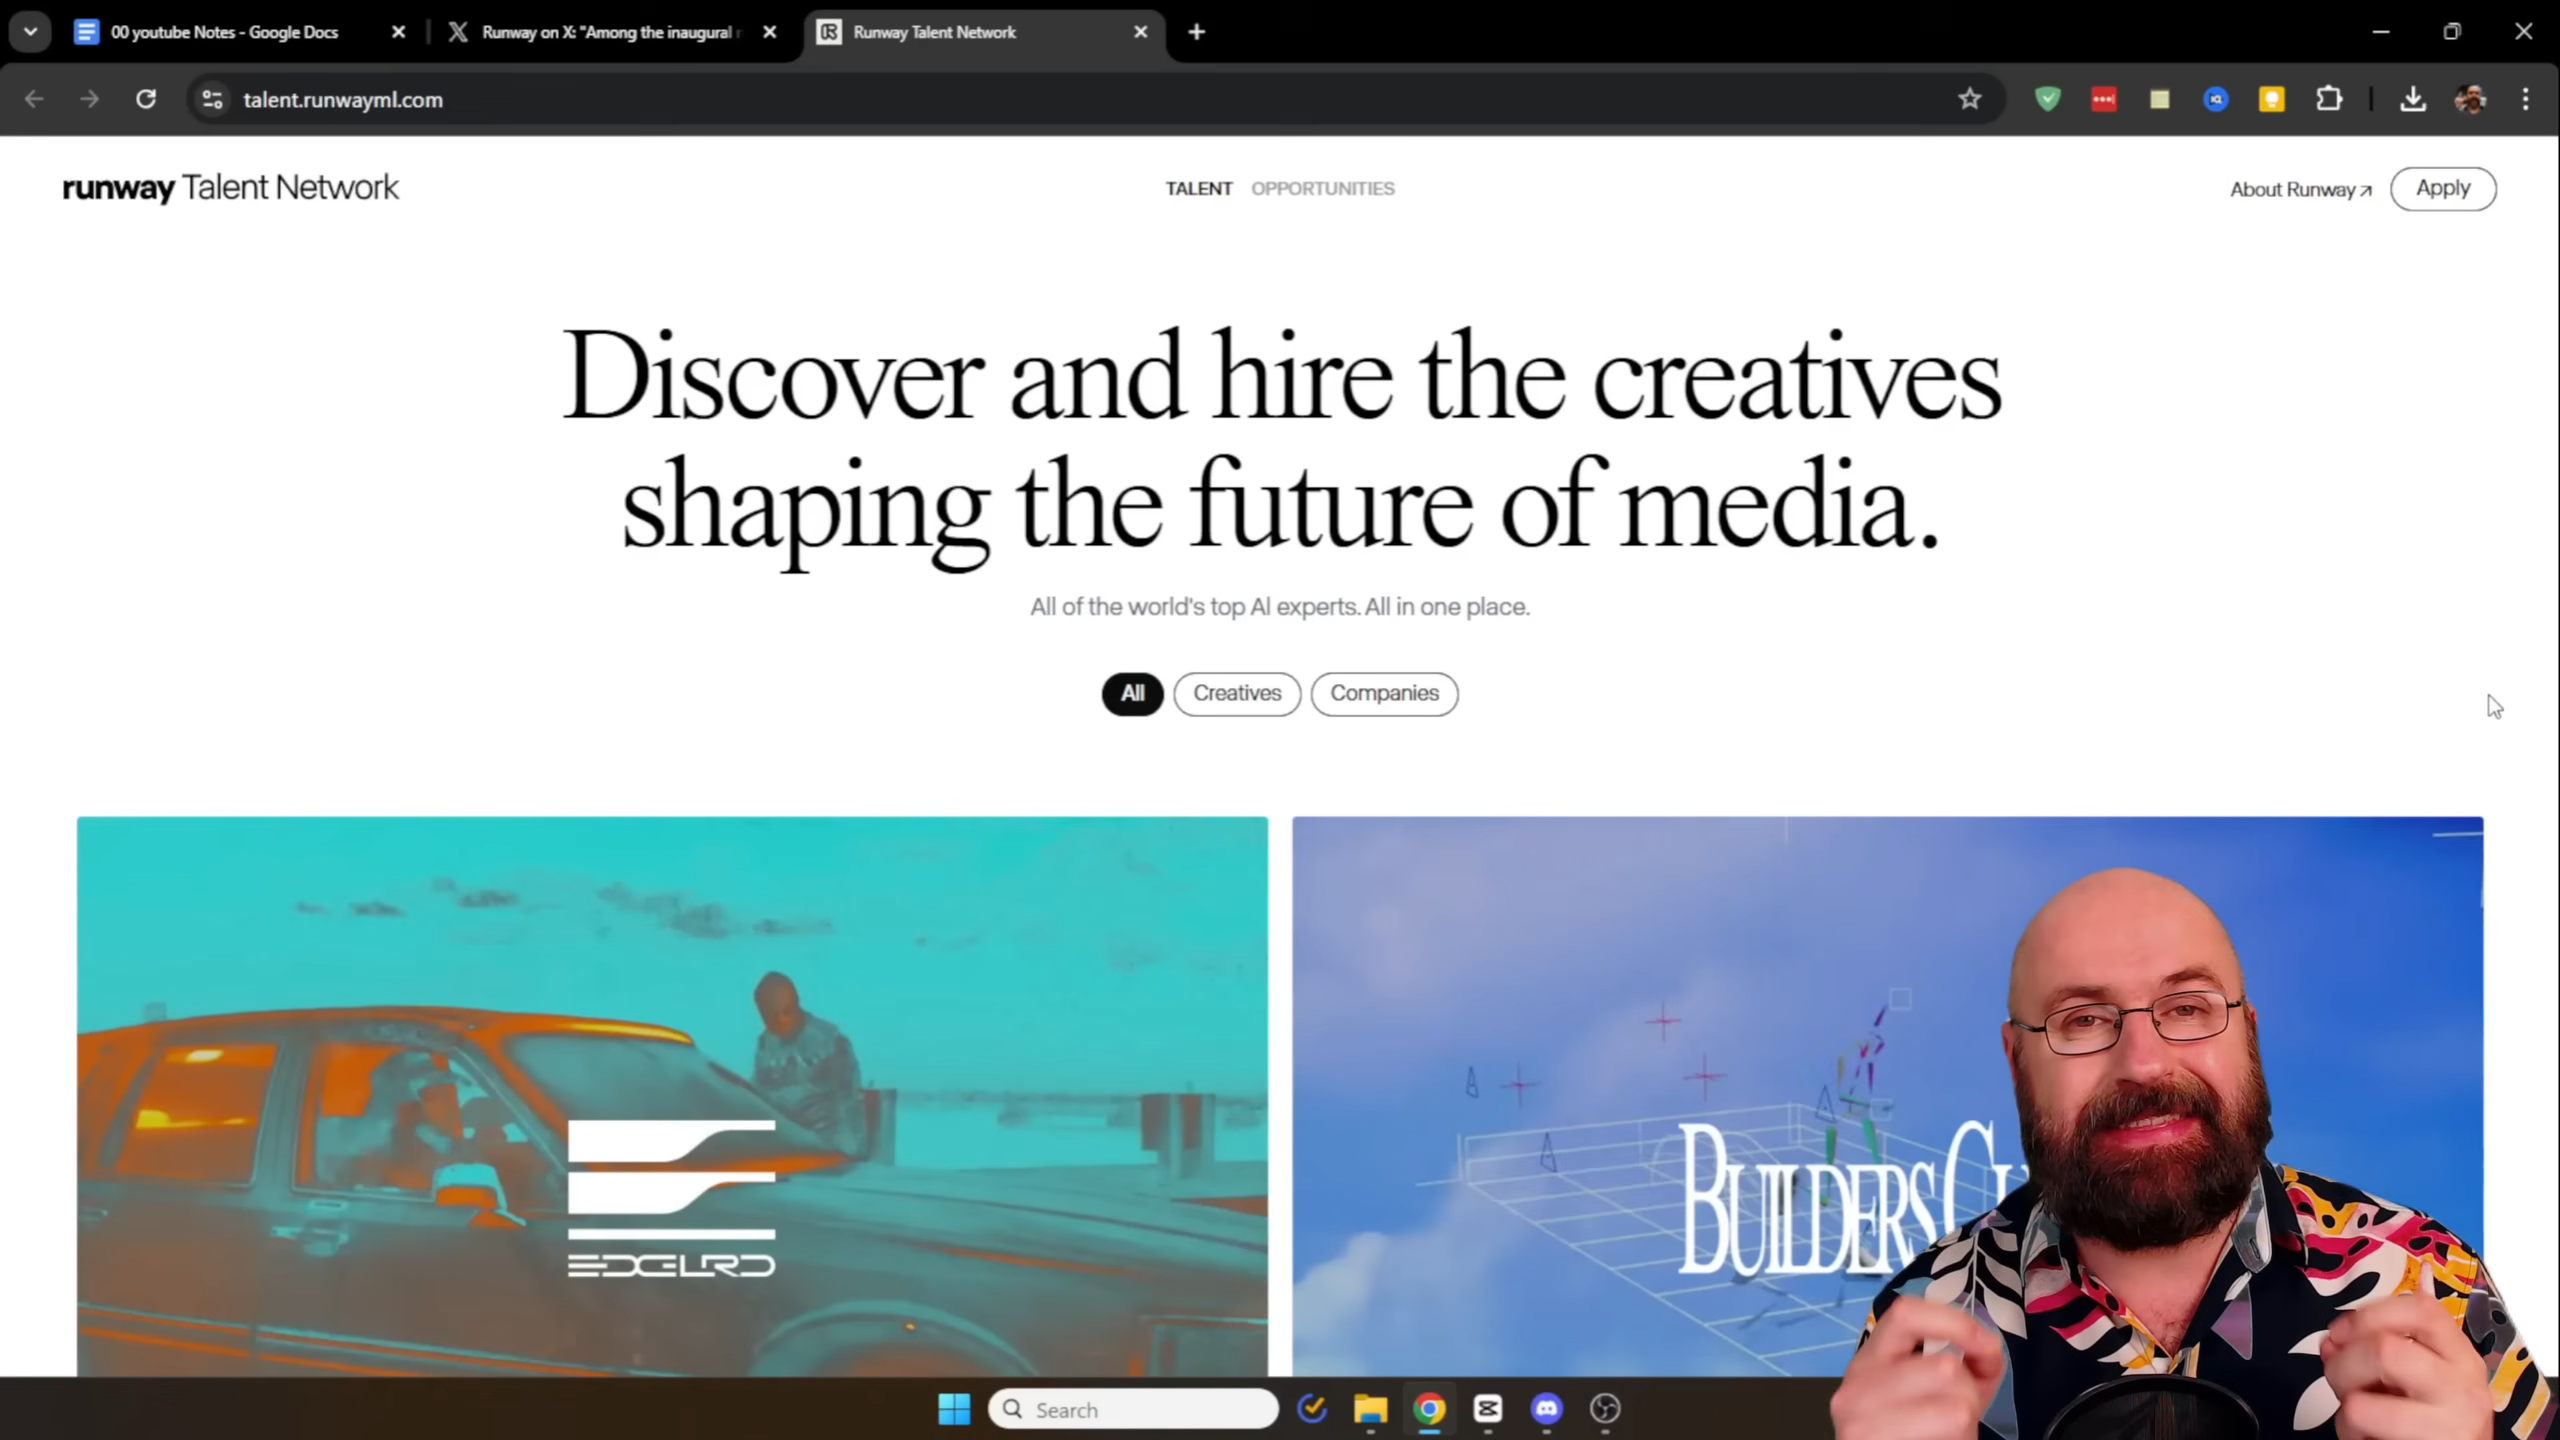 00 youtube Notes - Google Docs
Runway on X: "Among the inaugural
Runway Talent Network
talent.runwayml.com
runway Talent Network
TALENT
OPPORTUNITIES
About Runway ↗
Apply
Discover and hire the creatives
shaping the future of media.
All of the world's top AI experts. All in one place.
All
Creatives
Companies
EDGLRD
BUILDERS
Search